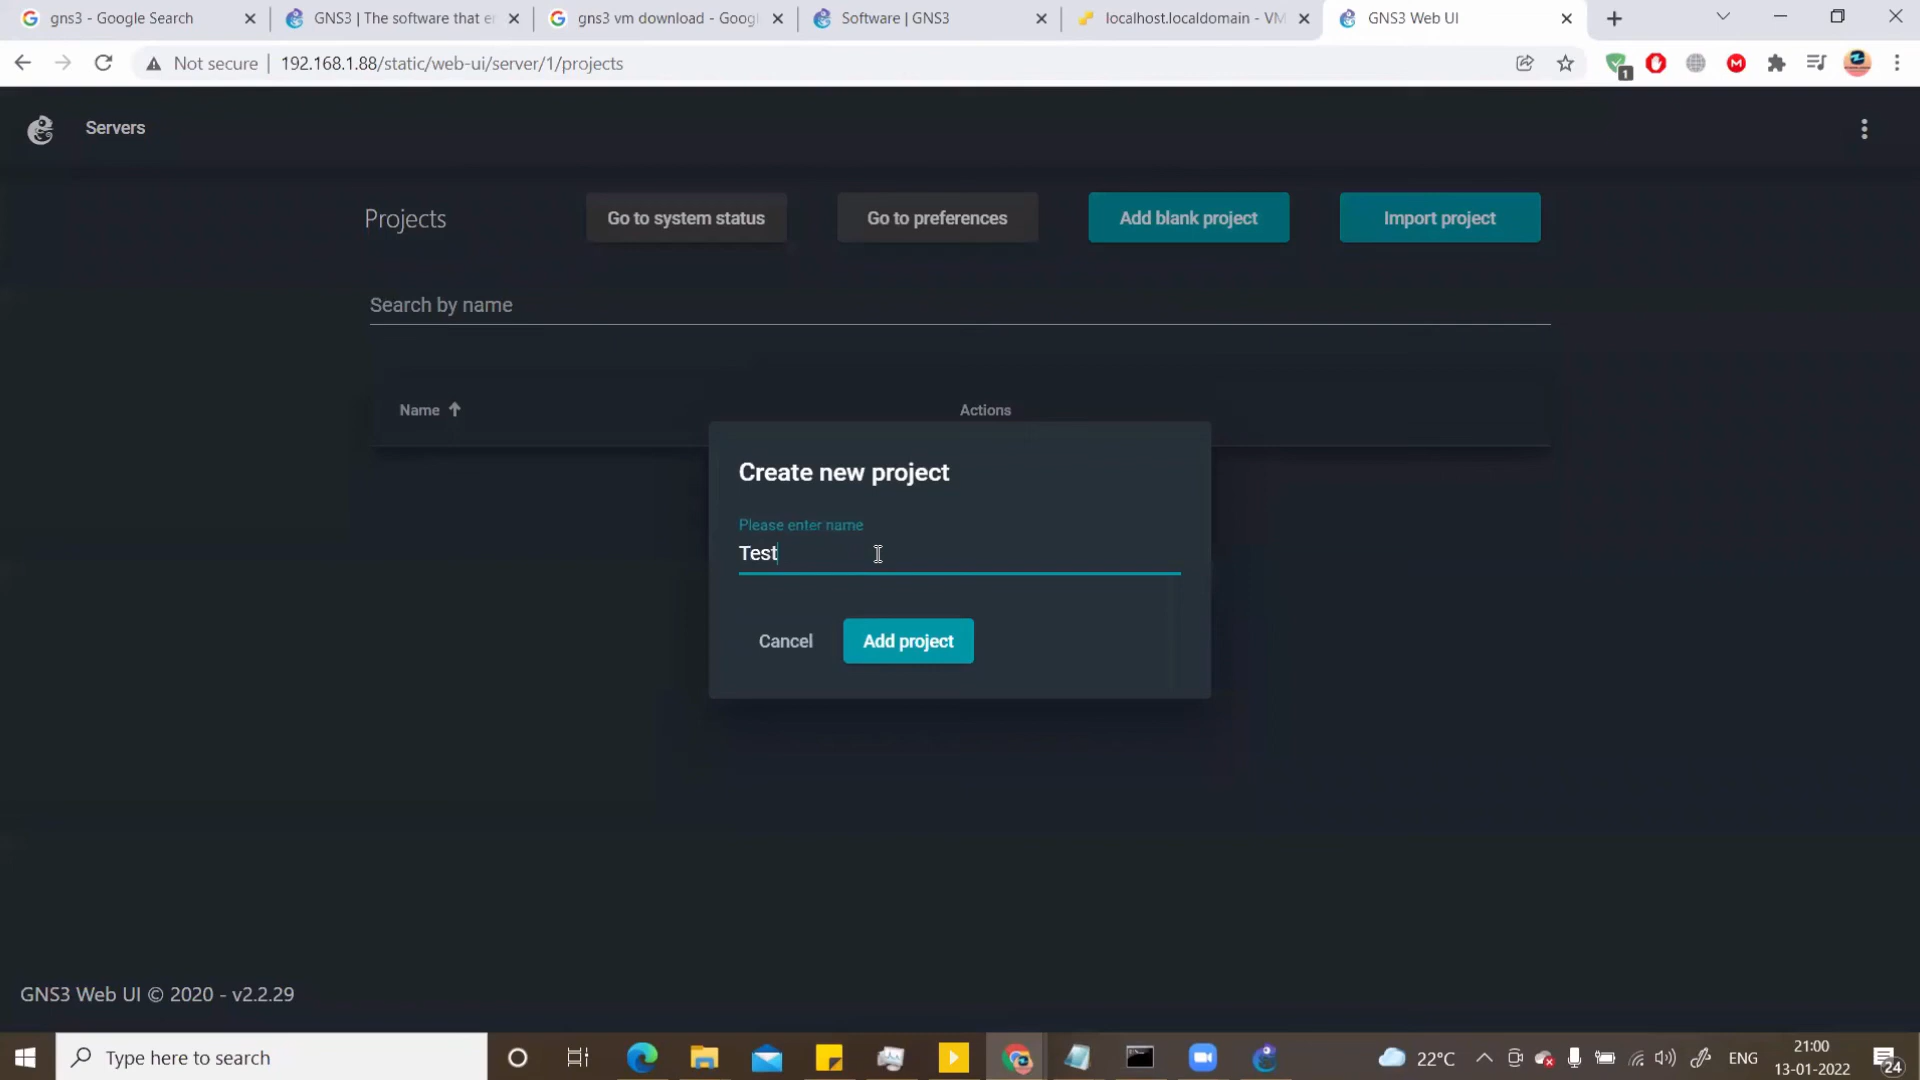 gns3 - Google Search
GNS3 | The software that e
gns3 vm download - Goog
Software | GNS3
localhost.localdomain - VM
GNS3 Web UI
Not secure
192.168.1.88/static/web-ui/server/1/projects
1
M
Servers
Projects
Go to system status
Go to preferences
Add blank project
Import project
Search by name
Name
Actions
Create new project
Please enter name
Test
Cancel
Add project
GNS3 Web UI © 2020 - v2.2.29
Type here to search
22°C
ENG
21:00
13-01-2022
24